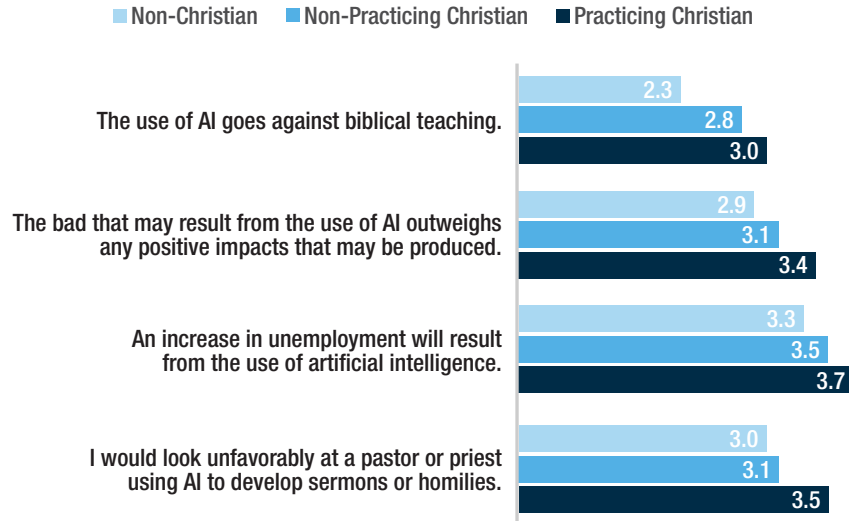 Non-Christian Non-Practicing Christian Practicing Christian
The use of AI goes against biblical teaching.
2.3
2.8
3.0
The bad that may result from the use of AI outweighs
any positive impacts that may be produced.
2.9
3.1
3.4
An increase in unemployment will result
from the use of artificial intelligence.
3.3
3.5
3.7
I would look unfavorably at a pastor or priest
using AI to develop sermons or homilies.
3.0
3.1
3.5